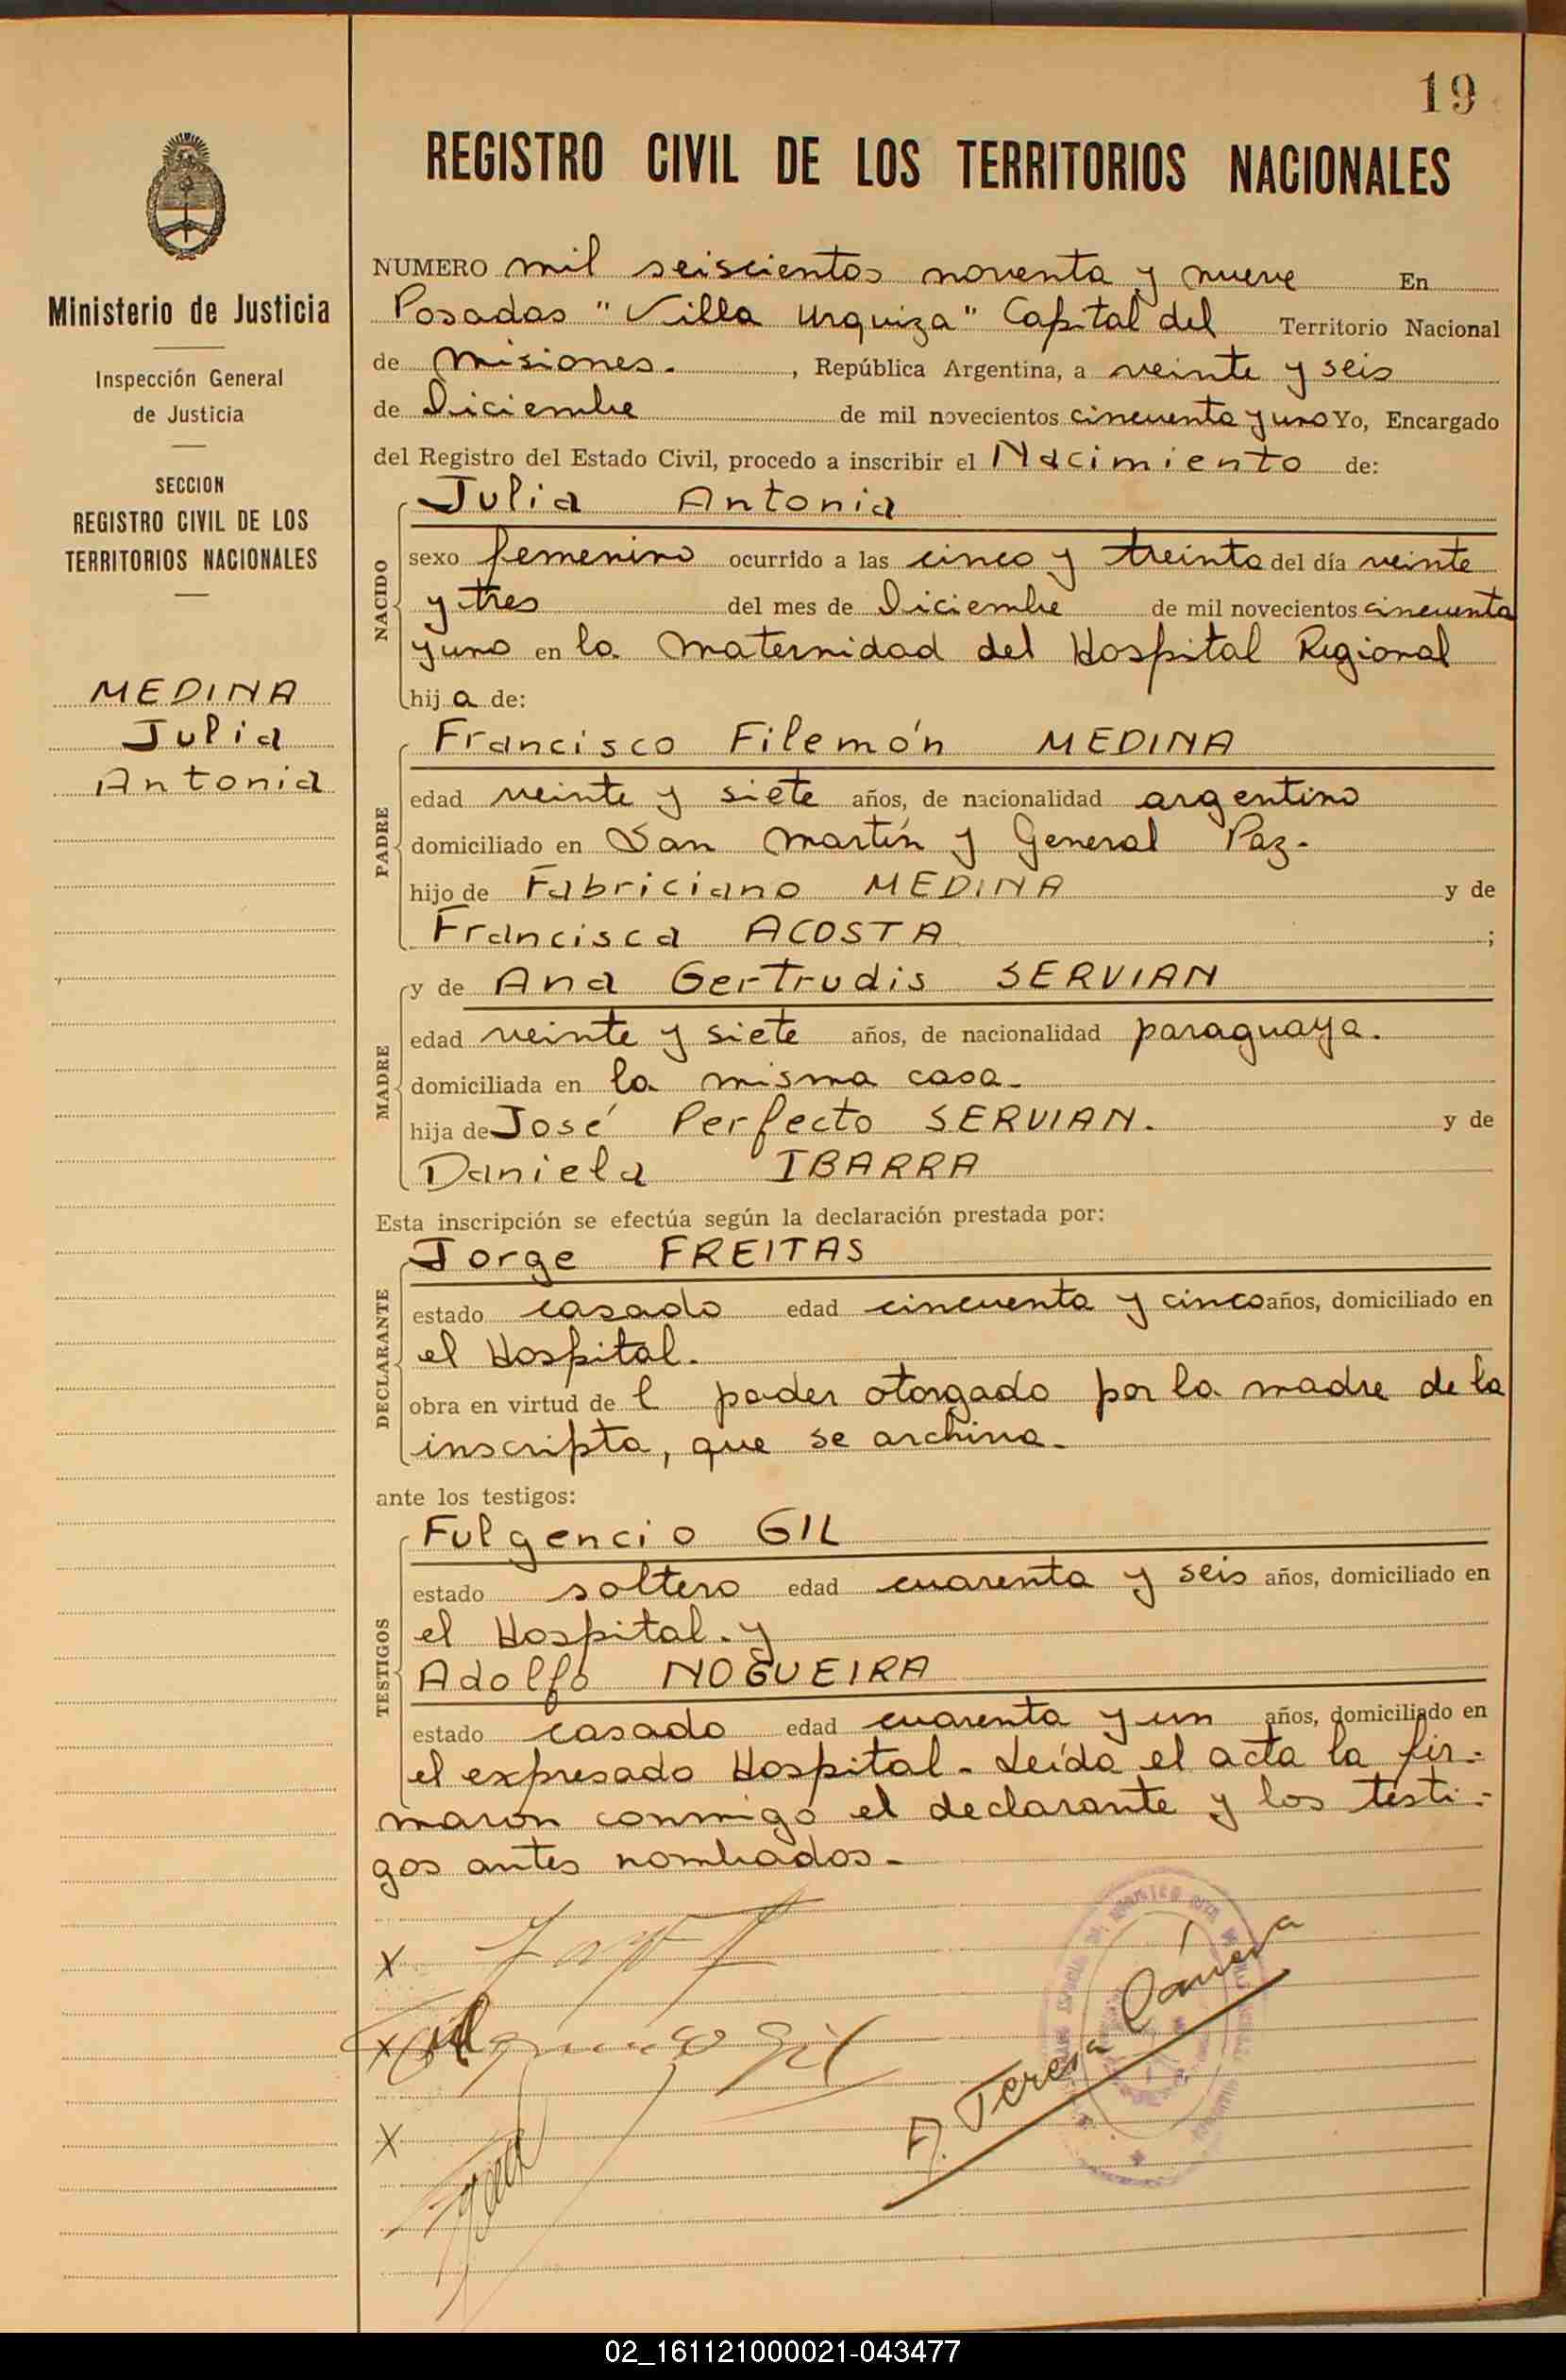 19
REGISTRO CIVIL DE LOS TERRITORIOS NACIONALES
Ministerio de Justicia
Inspección General
de Justicia
SECCION
REGISTRO CIVIL DE LOS
TERRITORIOS NACIONALES
MEDINA
Julia
Antonia
NUMERO mil seiscientos noventa y nueve En
Posadas "Villa Urquiza" Capital del Territorio Nacional
de Misiones. , República Argentina, a veinte y seis
de Diciembre de mil novecientos cincuenta y uno Yo, Encargado
del Registro del Estado Civil, procedo a inscribir el Nacimiento de:
NACIDO
Julia Antonia
sexo femenino ocurrido a las cinco y treinta del día veinte
y tres del mes de Diciembre de mil novecientos cincuenta
y uno en la maternidad del Hospital Regional
hij a de:
PADRE
Francisco Filemón MEDINA
edad veinte y siete años, de nacionalidad argentino
domiciliado en San Martín y General Paz.
hijo de Fabriciano MEDINA y de
Francisca ACOSTA ;
MADRE
y de Ana Gertrudis SERVIAN
edad veinte y siete años, de nacionalidad paraguaya.
domiciliada en la misma casa.
hija de José Perfecto SERVIAN. y de
Daniela IBARRA
Esta inscripción se efectúa según la declaración prestada por:
DECLARANTE
Jorge FREITAS
estado casado edad cincuenta y cinco años, domiciliado en
el Hospital.
obra en virtud de l poder otorgado por la madre de la
inscripta, que se archiva.
ante los testigos:
TESTIGOS
Fulgencio GIL
estado soltero edad cuarenta y seis años, domiciliado en
el Hospital. y
Adolfo NOGUEIRA
estado casado edad cuarenta y un años, domiciliado en
el expresado Hospital. Leída el acta la fir-
maron conmigo el declarante y los testi-
gos antes nombrados.
X
X Fulgencio Gil
X
A. Teresa
02_161121000021-043477